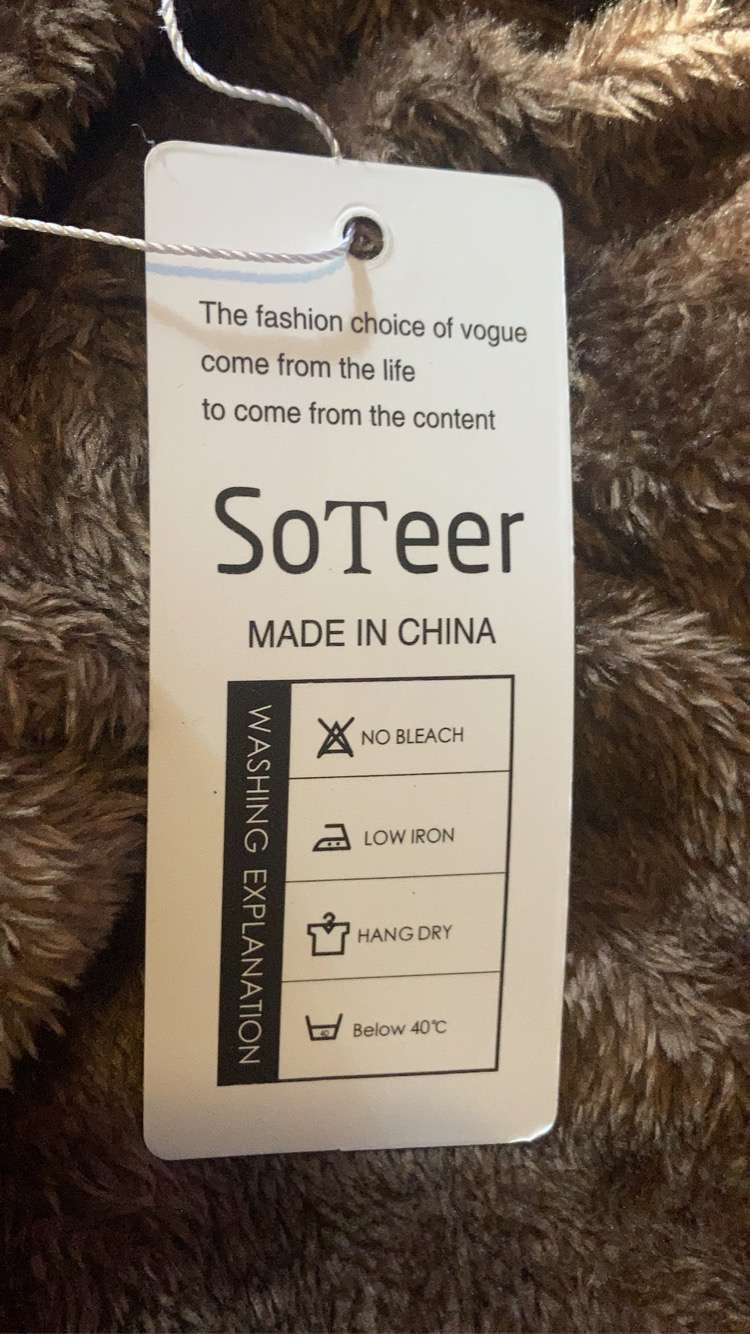 The fashion choice of vogue
come from the life
to come from the content
SoTeer
MADE IN CHINA
WASHING EXPLANATION
NO BLEACH
LOW IRON
HANG DRY
Below 40℃